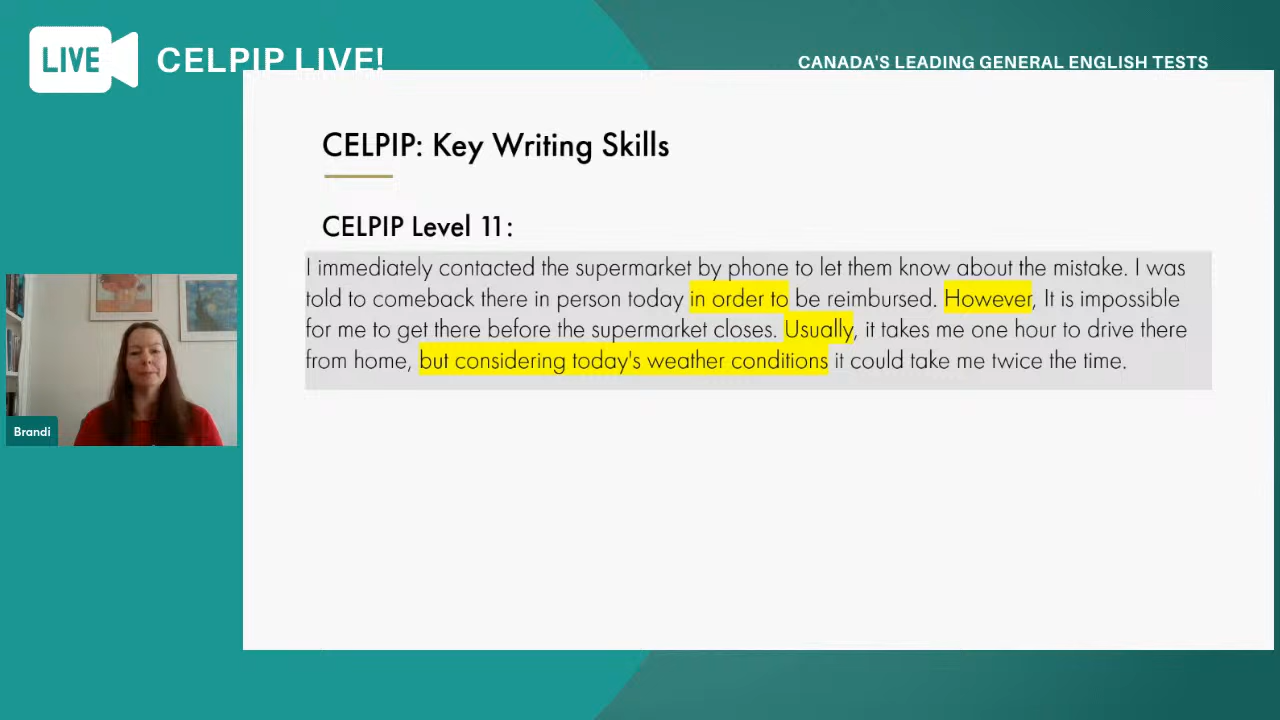 LIVE
CELPIP LIVE!
CANADA'S LEADING GENERAL ENGLISH TESTS
CELPIP: Key Writing Skills
CELPIP Level 11:
I immediately contacted the supermarket by phone to let them know about the mistake. I was
told to comeback there in person today in order to be reimbursed. However, It is impossible
for me to get there before the supermarket closes. Usually, it takes me one hour to drive there
from home, but considering today's weather conditions it could take me twice the time.
Brandi